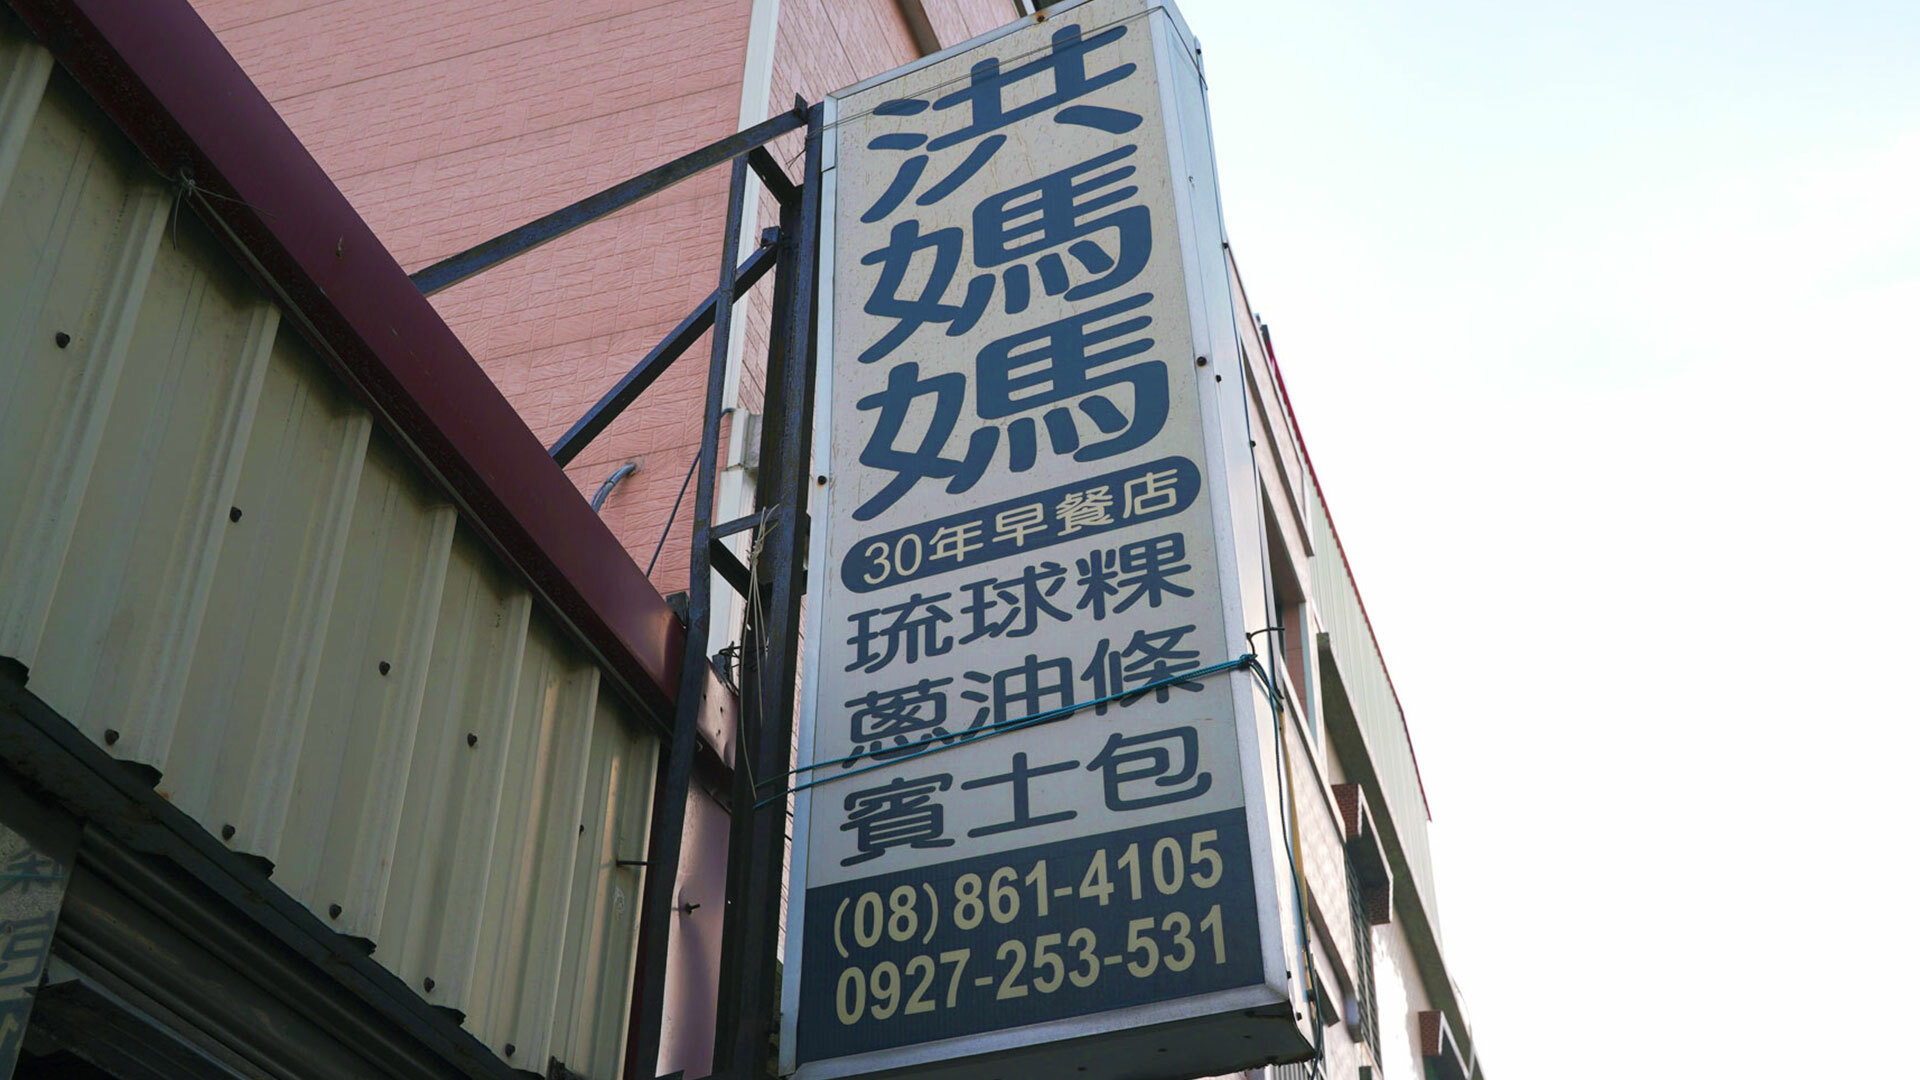 洪媽媽
30年早餐店
琉球粿
蔥油條
賓士包
(08)861-4105
0927-253-531